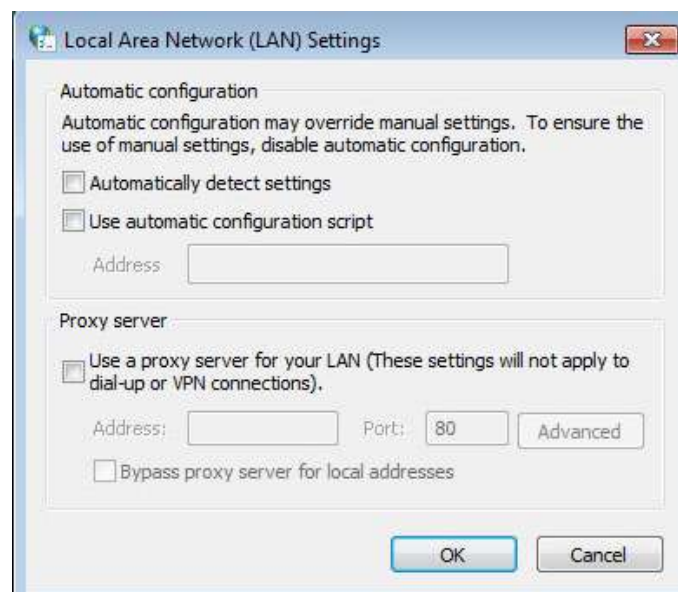 Local Area Network (LAN) Settings
Automatic configuration
Automatic configuration may override manual settings. To ensure the
use of manual settings, disable automatic configuration.
Automatically detect settings
Use automatic configuration script
Address
Proxy server
Use a proxy server for your LAN (These settings will not apply to
dial-up or VPN connections).
Address: Port: 80 Advanced
Bypass proxy server for local addresses
OK Cancel